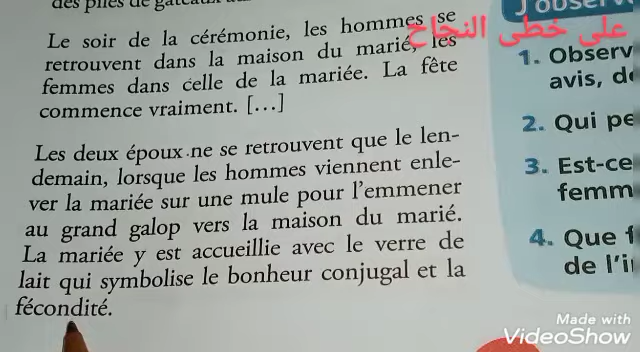 des piles de gâteaux
Le soir de la cérémonie, les hommes se
retrouvent dans la maison du marié, les
femmes dans celle de la mariée. La fête
commence vraiment. […]
Les deux époux ne se retrouvent que le len-
demain, lorsque les hommes viennent enle-
ver la mariée sur une mule pour l'emmener
au grand galop vers la maison du marié.
La mariée y est accueillie avec le verre de
lait qui symbolise le bonheur conjugal et la
fécondité.
على خطى النجاح
1. Observ
avis, d
2. Qui pe
3. Est-ce
femm
4. Que f
de l'i
Made with
VideoShow